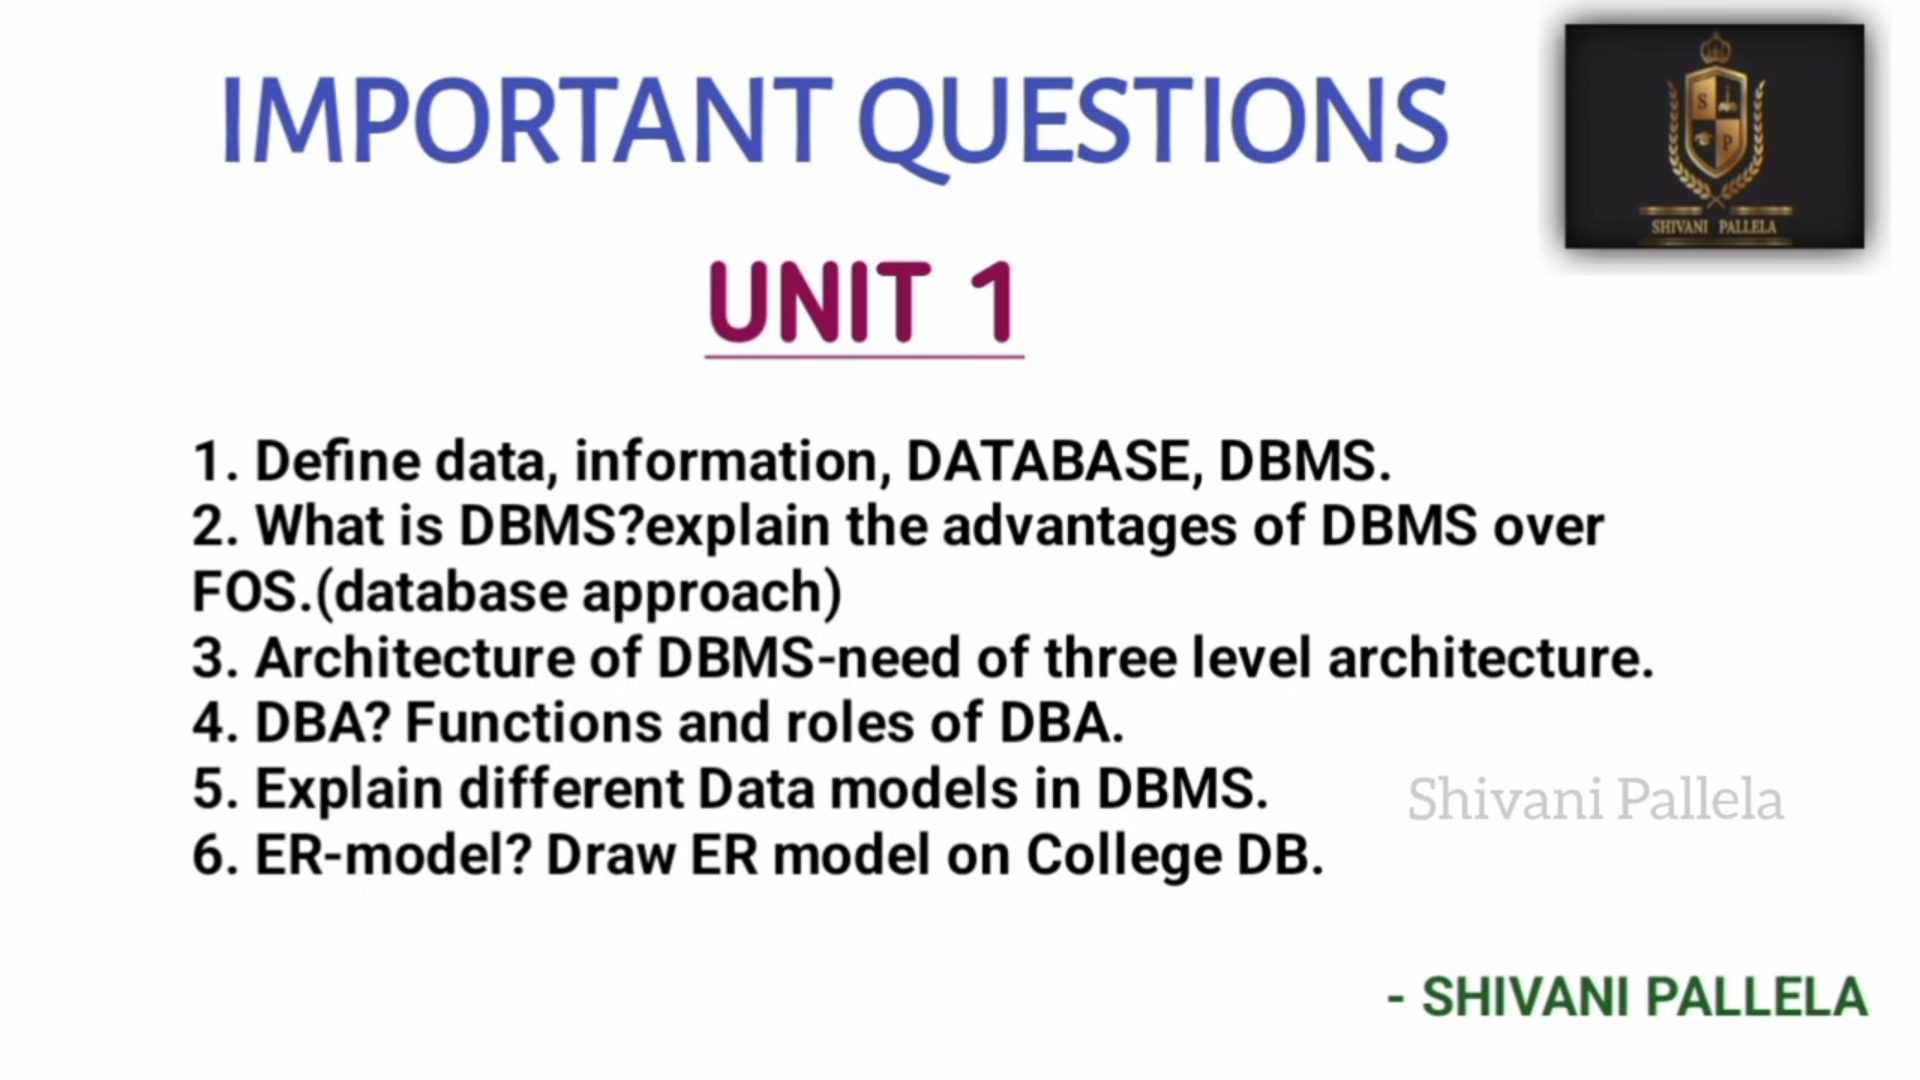 IMPORTANT QUESTIONS
S
P
SHIVANI PALLELA
UNIT 1
1. Define data, information, DATABASE, DBMS.
2. What is DBMS?explain the advantages of DBMS over
FOS.(database approach)
3. Architecture of DBMS-need of three level architecture.
4. DBA? Functions and roles of DBA.
5. Explain different Data models in DBMS.
Shivani Pallela
6. ER-model? Draw ER model on College DB.
- SHIVANI PALLELA